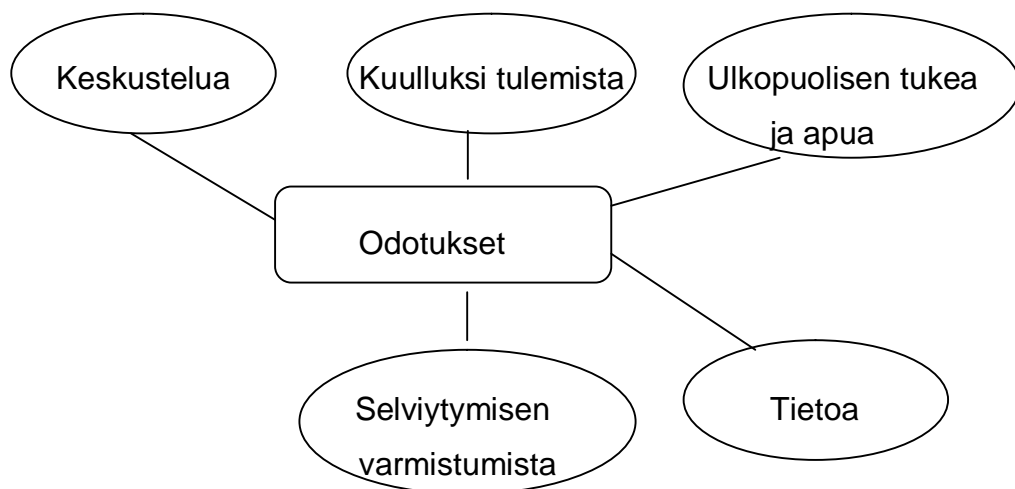 Keskustelua
Kuulluksi tulemista
Ulkopuolisen tukea
ja apua
Odotukset
Selviytymisen
varmistumista
Tietoa